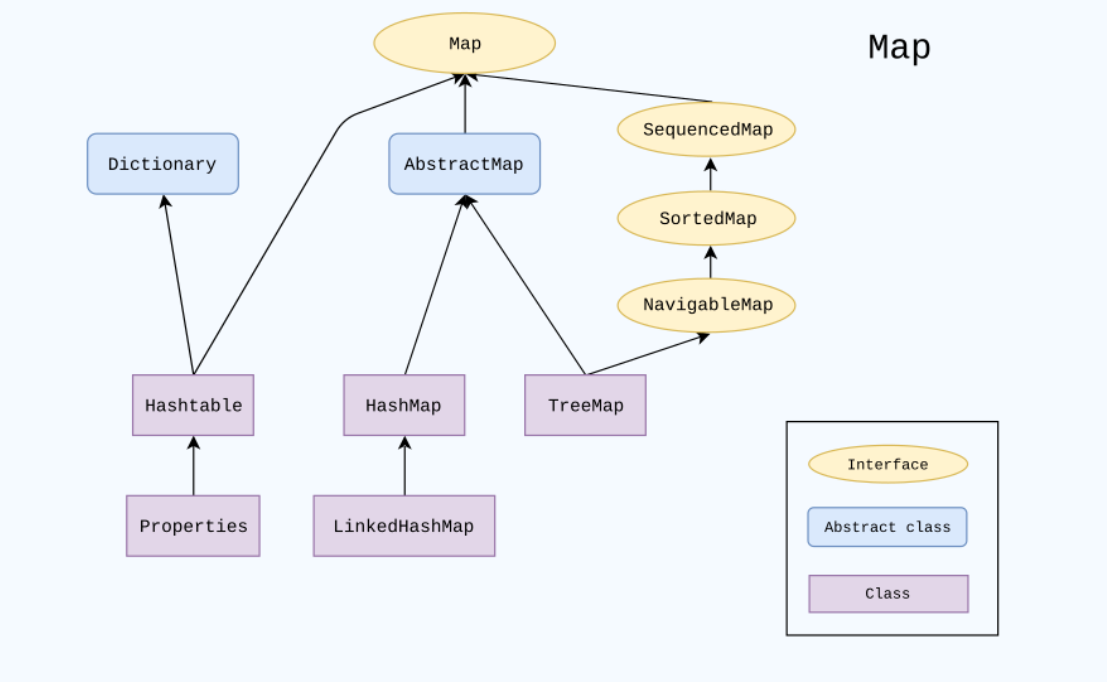 Map
Map
SequencedMap
Dictionary
AbstractMap
SortedMap
NavigableMap
Hashtable
HashMap
TreeMap
Interface
Properties
LinkedHashMap
Abstract class
Class